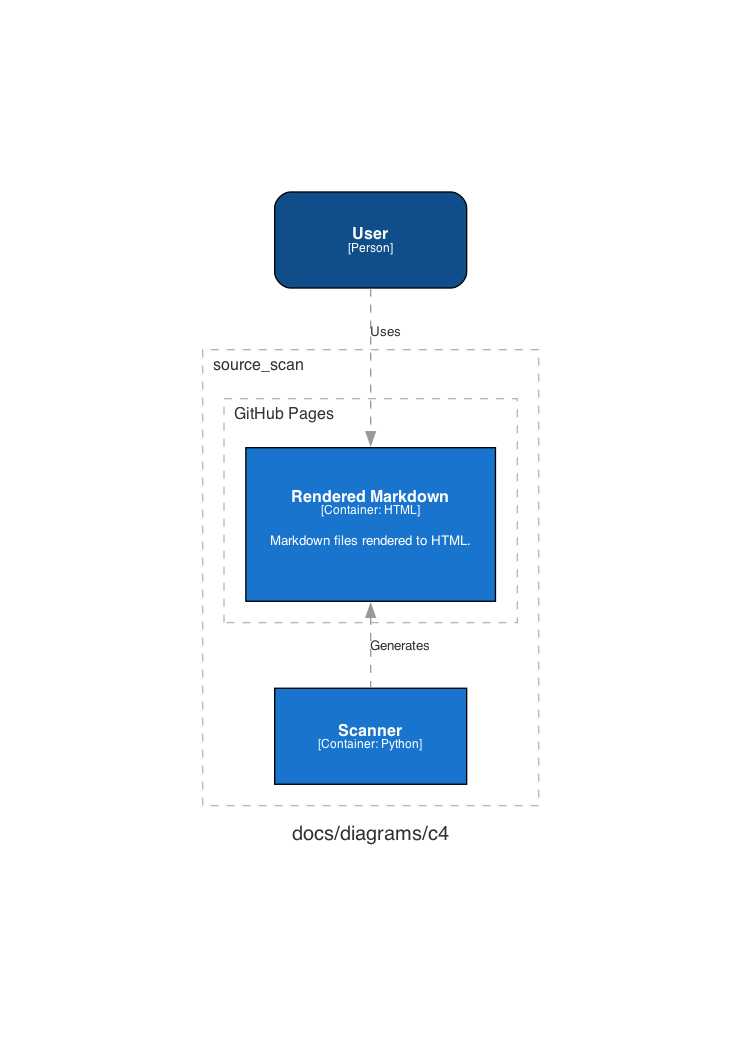 User
[Person]
Uses
source_scan
GitHub Pages
Rendered Markdown
[Container: HTML]
Markdown files rendered to HTML.
Generates
Scanner
[Container: Python]
docs/diagrams/c4